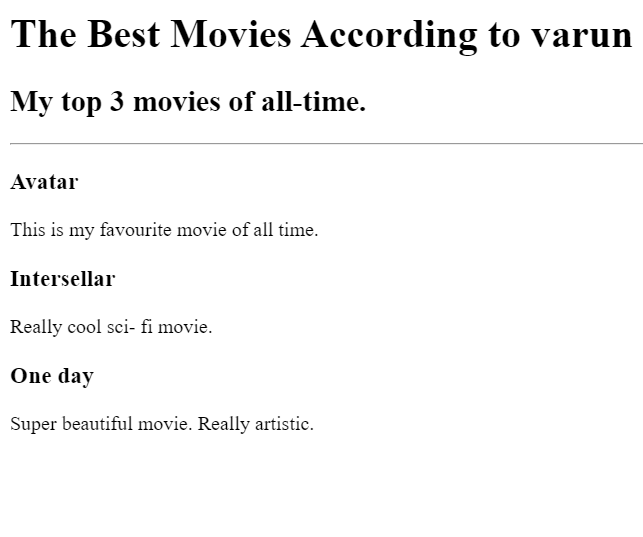 The Best Movies According to varun
My top 3 movies of all-time.
Avatar
This is my favourite movie of all time.
Intersellar
Really cool sci- fi movie.
One day
Super beautiful movie. Really artistic.